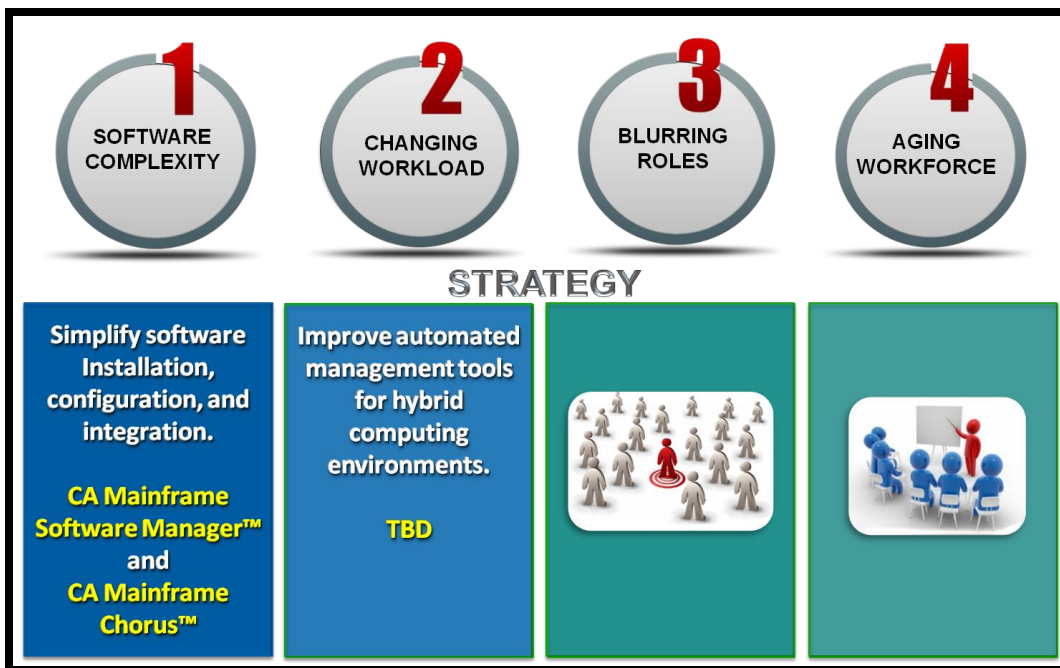 1
SOFTWARE
COMPLEXITY
2
CHANGING
WORKLOAD
3
BLURRING
ROLES
4
AGING
WORKFORCE
STRATEGY
Simplify software
Installation,
configuration, and
integration.
CA Mainframe
Software Manager™
and
CA Mainframe
Chorus™
Improve automated
management tools
for hybrid
computing
environments.
TBD